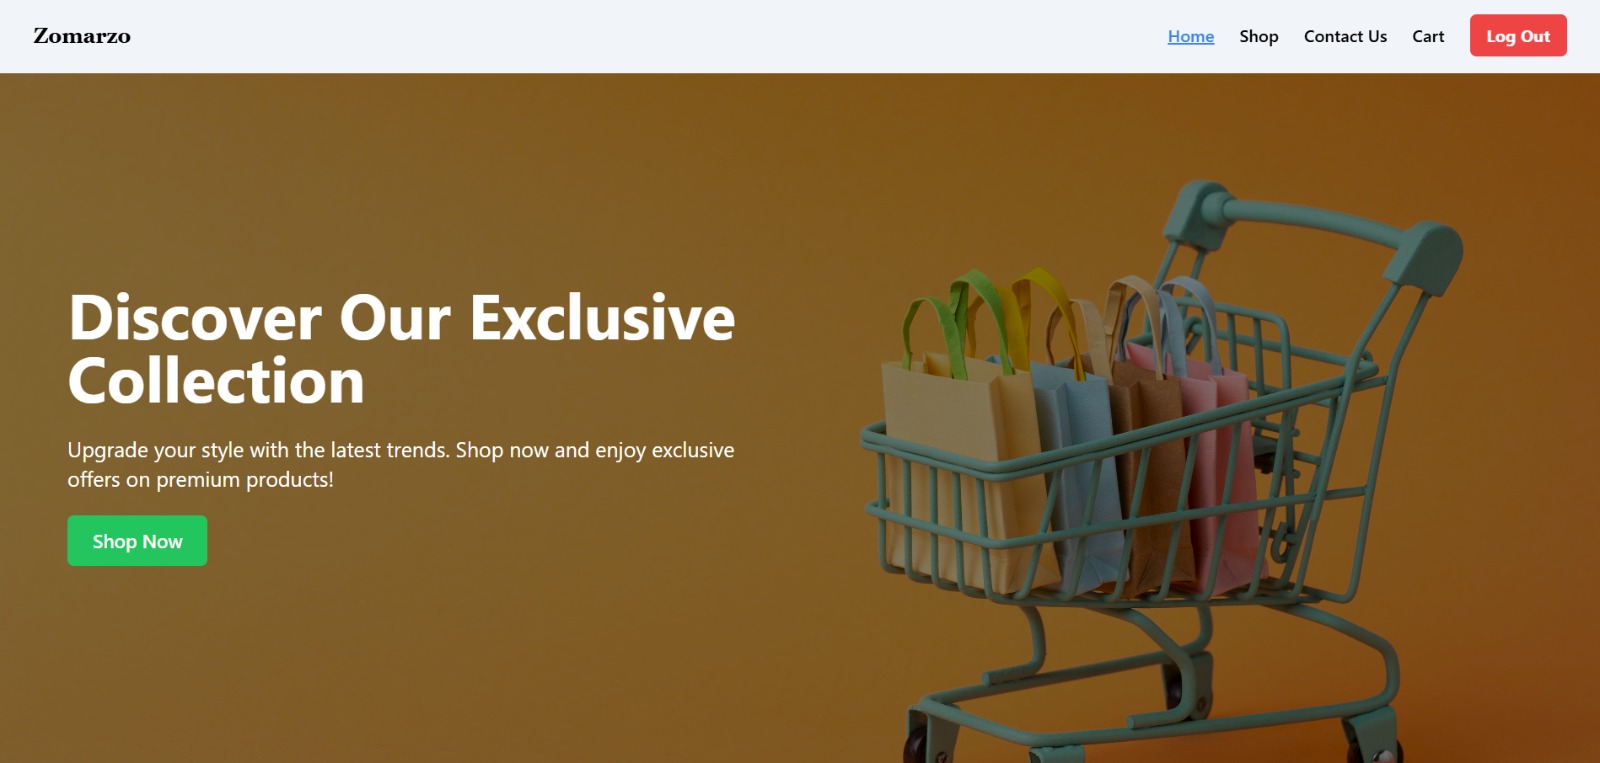 Zomarzo
Home Shop Contact Us Cart Log Out
Discover Our Exclusive
Collection
Upgrade your style with the latest trends. Shop now and enjoy exclusive
offers on premium products!
Shop Now